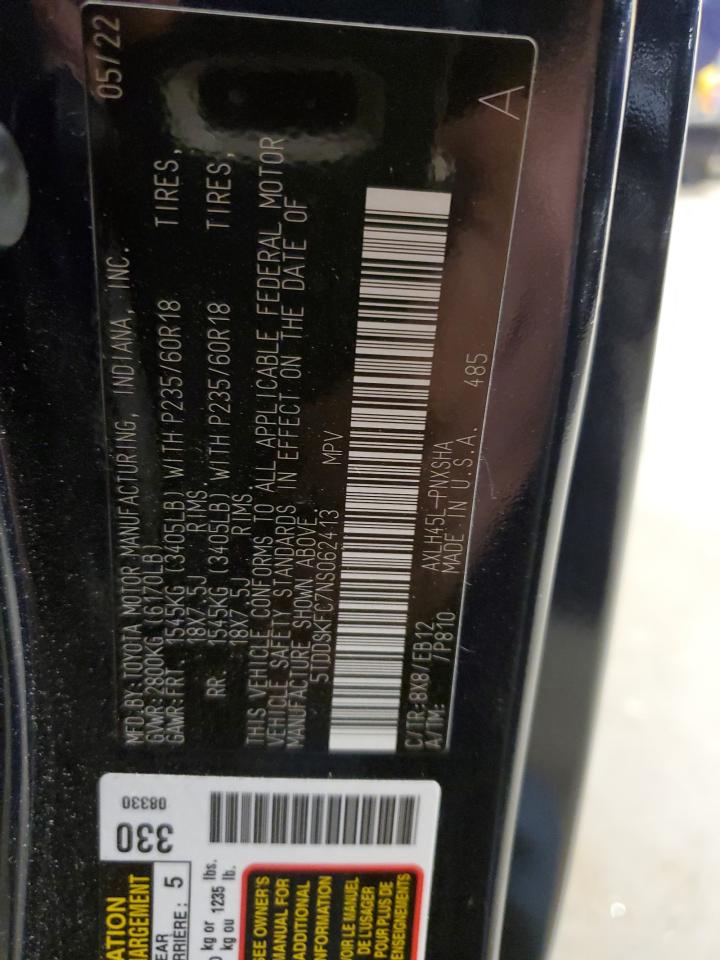 MFD.BY:TOYOTA MOTOR MANUFACTURING, INDIANA, INC. 05/22
GVWR:2800KG (6170LB)
GAWR:FRT. 1545KG (3405LB) WITH P235/60R18 TIRES,
18X7.5J RIMS,
RR. 1545KG (3405LB) WITH P235/60R18 TIRES,
18X7.5J RIMS,
THIS VEHICLE CONFORMS TO ALL APPLICABLE FEDERAL MOTOR
VEHICLE SAFETY STANDARDS IN EFFECT ON THE DATE OF
MANUFACTURE SHOWN ABOVE.
5TDDSKFC7NS062413 MPV
C/TR:8X8 /EB12 AXLH45L-PNXSHA
A/TM: /P810 MADE IN U.S.A. 485
A
330
08330
ARRIÈRE: 5
kg or 1235 lbs.
kg ou lb.
SEE OWNER'S
MANUAL FOR
ADDITIONAL
INFORMATION
VOIR LE MANUEL
DE L'USAGER
POUR PLUS DE
RENSEIGNEMENTS